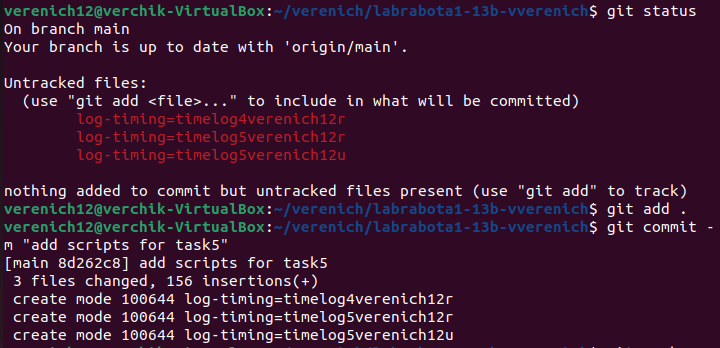 verenich12@verchik-VirtualBox:~/verenich/labrabota1-13b-vverenich$ git status
On branch main
Your branch is up to date with 'origin/main'.
Untracked files:
(use "git add <file>..." to include in what will be committed)
log-timing=timelog4verenich12r
log-timing=timelog5verenich12r
log-timing=timelog5verenich12u
nothing added to commit but untracked files present (use "git add" to track)
verenich12@verchik-VirtualBox:~/verenich/labrabota1-13b-vverenich$ git add .
verenich12@verchik-VirtualBox:~/verenich/labrabota1-13b-vverenich$ git commit -
m "add scripts for task5"
[main 8d262c8] add scripts for task5
3 files changed, 156 insertions(+)
create mode 100644 log-timing=timelog4verenich12r
create mode 100644 log-timing=timelog5verenich12r
create mode 100644 log-timing=timelog5verenich12u